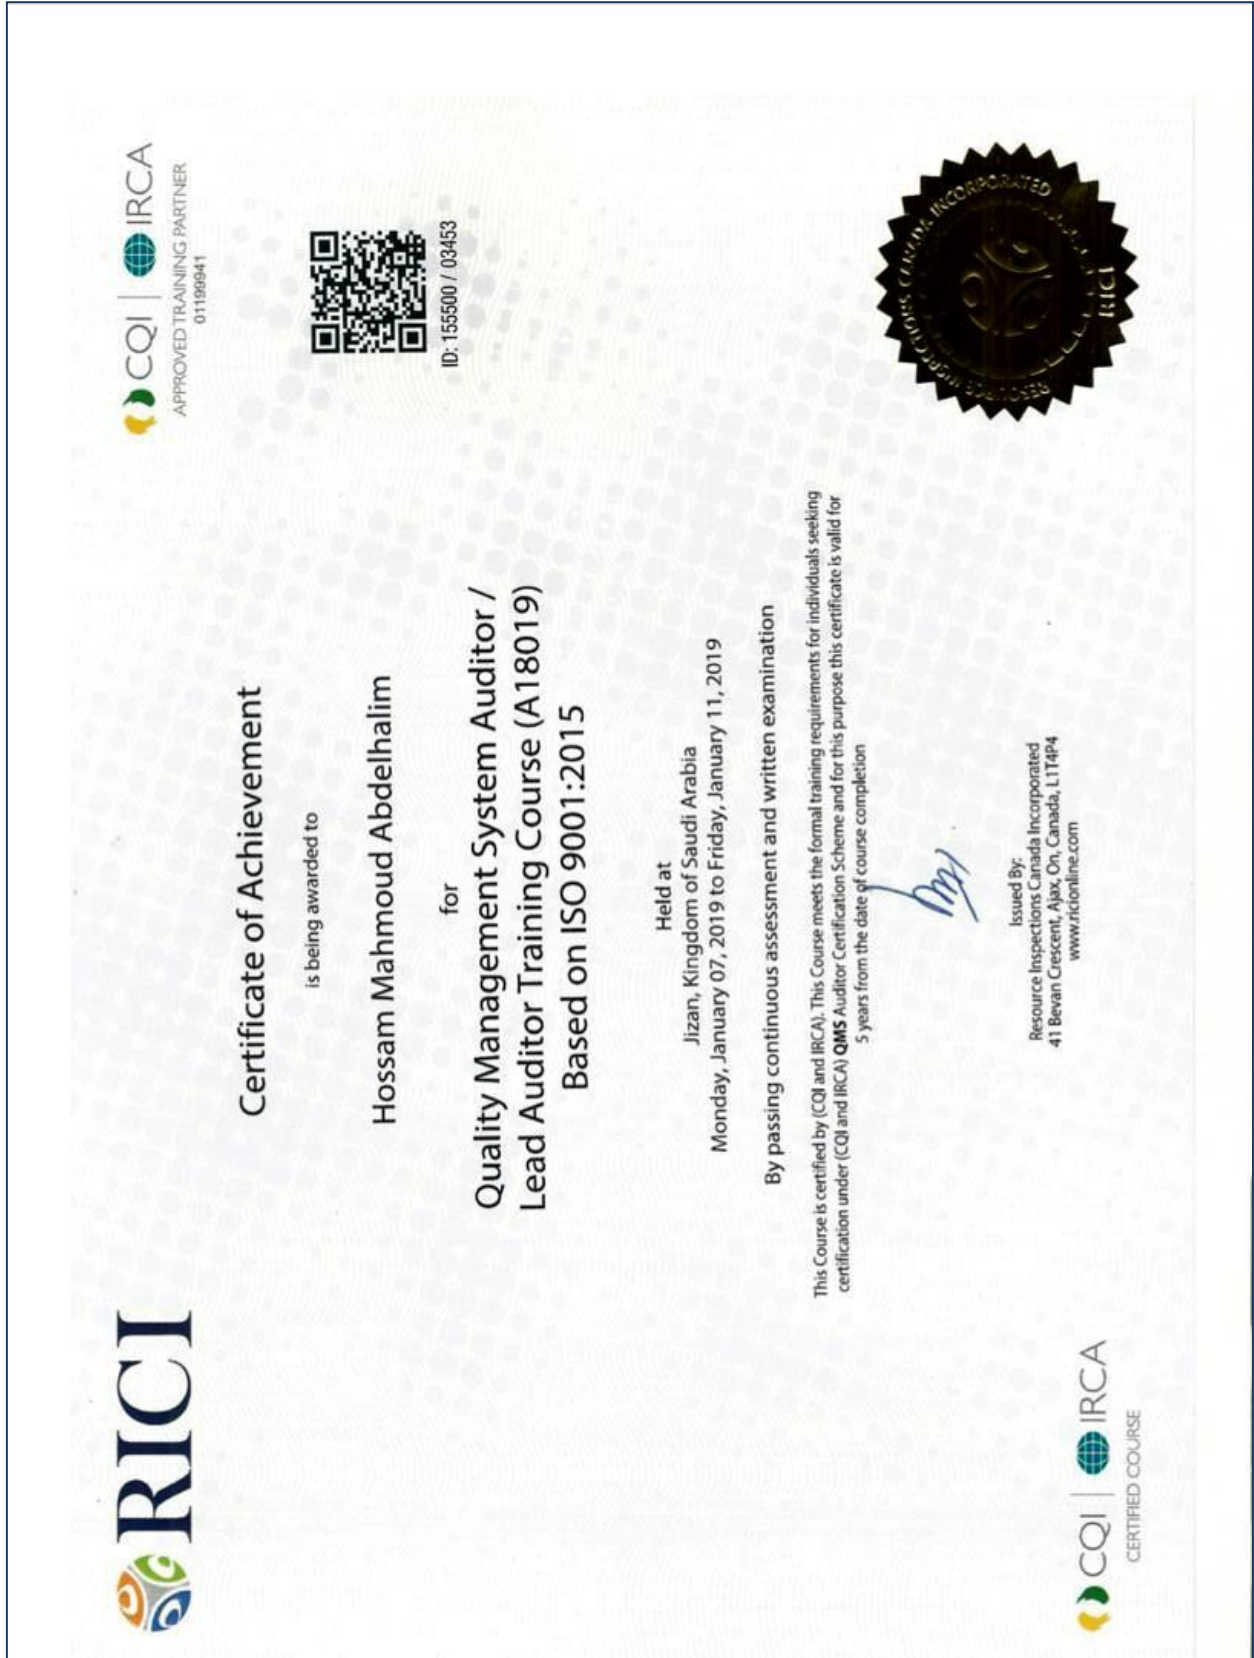 RICI
CQI | IRCA
APPROVED TRAINING PARTNER
01199941
ID: 155500 / 03453
Certificate of Achievement
is being awarded to
Hossam Mahmoud Abdelhalim
for
Quality Management System Auditor /
Lead Auditor Training Course (A18019)
Based on ISO 9001:2015
Held at
Jizan, Kingdom of Saudi Arabia
Monday, January 07, 2019 to Friday, January 11, 2019
By passing continuous assessment and written examination
This Course is certified by (CQI and IRCA). This Course meets the formal training requirements for individuals seeking
certification under (CQI and IRCA) QMS Auditor Certification Scheme and for this purpose this certificate is valid for
5 years from the date of course completion
Issued By:
Resource Inspections Canada Incorporated
41 Bevan Crescent, Ajax, On, Canada, L1T4P4
www.ricionline.com
CQI | IRCA
CERTIFIED COURSE
RESOURCE INSPECTIONS CANADA INCORPORATED
RICI